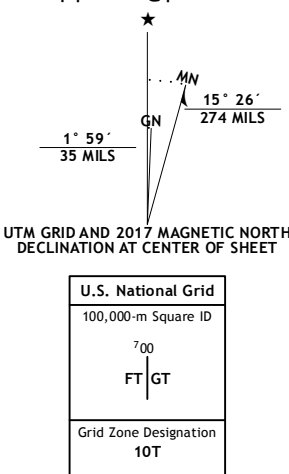 ★
MN
15° 26´
274 MILS
GN
1° 59´
35 MILS
UTM GRID AND 2017 MAGNETIC NORTH
DECLINATION AT CENTER OF SHEET
U.S. National Grid
100,000-m Square ID
⁷00
FT GT
Grid Zone Designation
10T